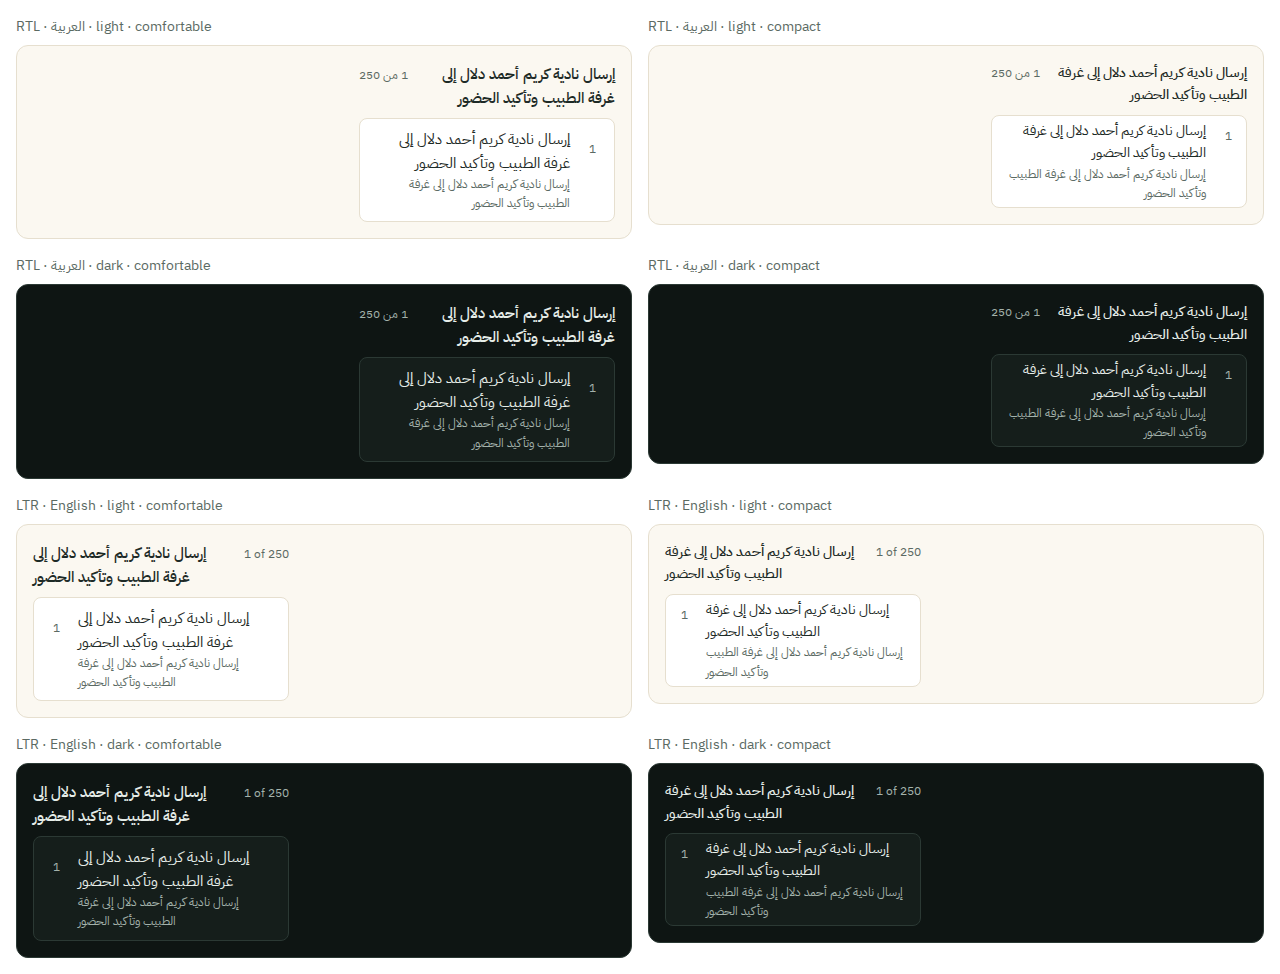 RTL · العربية · light · comfortable
إرسال نادية كريم أحمد دلال إلى
غرفة الطبيب وتأكيد الحضور
1 من 250
1
إرسال نادية كريم أحمد دلال إلى
غرفة الطبيب وتأكيد الحضور
إرسال نادية كريم أحمد دلال إلى غرفة
الطبيب وتأكيد الحضور
RTL · العربية · light · compact
إرسال نادية كريم أحمد دلال إلى غرفة
الطبيب وتأكيد الحضور
1 من 250
1
إرسال نادية كريم أحمد دلال إلى غرفة
الطبيب وتأكيد الحضور
إرسال نادية كريم أحمد دلال إلى غرفة الطبيب
وتأكيد الحضور
RTL · العربية · dark · comfortable
إرسال نادية كريم أحمد دلال إلى
غرفة الطبيب وتأكيد الحضور
1 من 250
1
إرسال نادية كريم أحمد دلال إلى
غرفة الطبيب وتأكيد الحضور
إرسال نادية كريم أحمد دلال إلى غرفة
الطبيب وتأكيد الحضور
RTL · العربية · dark · compact
إرسال نادية كريم أحمد دلال إلى غرفة
الطبيب وتأكيد الحضور
1 من 250
1
إرسال نادية كريم أحمد دلال إلى غرفة
الطبيب وتأكيد الحضور
إرسال نادية كريم أحمد دلال إلى غرفة الطبيب
وتأكيد الحضور
LTR · English · light · comfortable
إرسال نادية كريم أحمد دلال إلى
غرفة الطبيب وتأكيد الحضور
1 of 250
1
إرسال نادية كريم أحمد دلال إلى
غرفة الطبيب وتأكيد الحضور
إرسال نادية كريم أحمد دلال إلى غرفة
الطبيب وتأكيد الحضور
LTR · English · light · compact
إرسال نادية كريم أحمد دلال إلى غرفة
الطبيب وتأكيد الحضور
1 of 250
1
إرسال نادية كريم أحمد دلال إلى غرفة
الطبيب وتأكيد الحضور
إرسال نادية كريم أحمد دلال إلى غرفة الطبيب
وتأكيد الحضور
LTR · English · dark · comfortable
إرسال نادية كريم أحمد دلال إلى
غرفة الطبيب وتأكيد الحضور
1 of 250
1
إرسال نادية كريم أحمد دلال إلى
غرفة الطبيب وتأكيد الحضور
إرسال نادية كريم أحمد دلال إلى غرفة
الطبيب وتأكيد الحضور
LTR · English · dark · compact
إرسال نادية كريم أحمد دلال إلى غرفة
الطبيب وتأكيد الحضور
1 of 250
1
إرسال نادية كريم أحمد دلال إلى غرفة
الطبيب وتأكيد الحضور
إرسال نادية كريم أحمد دلال إلى غرفة الطبيب
وتأكيد الحضور